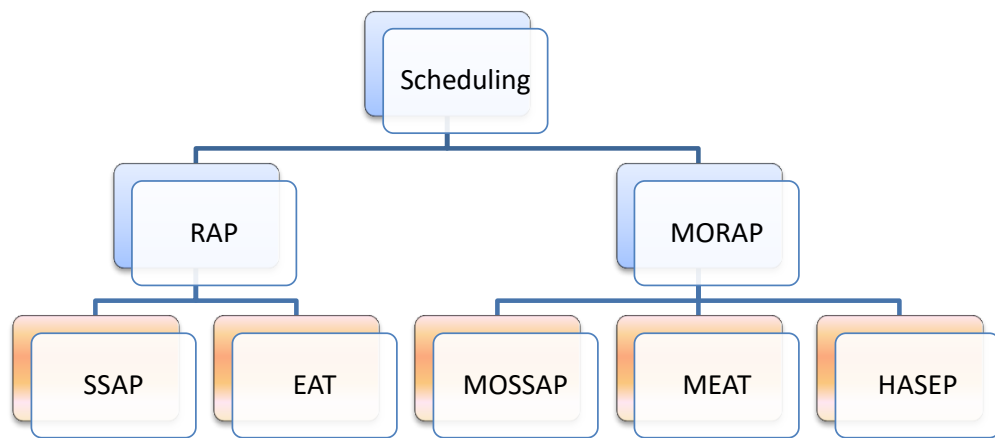 Scheduling
RAP
MORAP
SSAP
EAT
MOSSAP
MEAT
HASEP